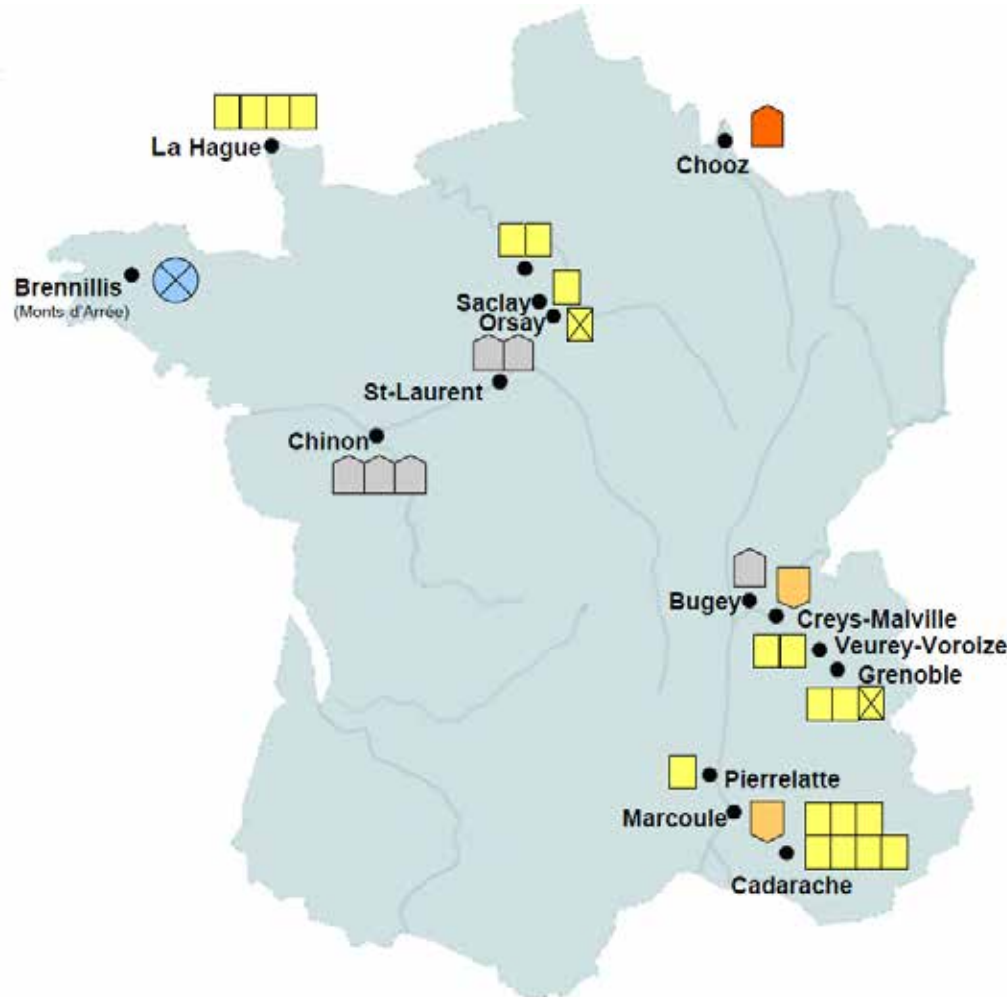 La Hague
Chooz
Brennillis
(Monts d'Arrée)
Saclay
Orsay
St-Laurent
Chinon
Bugey
Creys-Malville
Veurey-Voroize
Grenoble
Pierrelatte
Marcoule
Cadarache